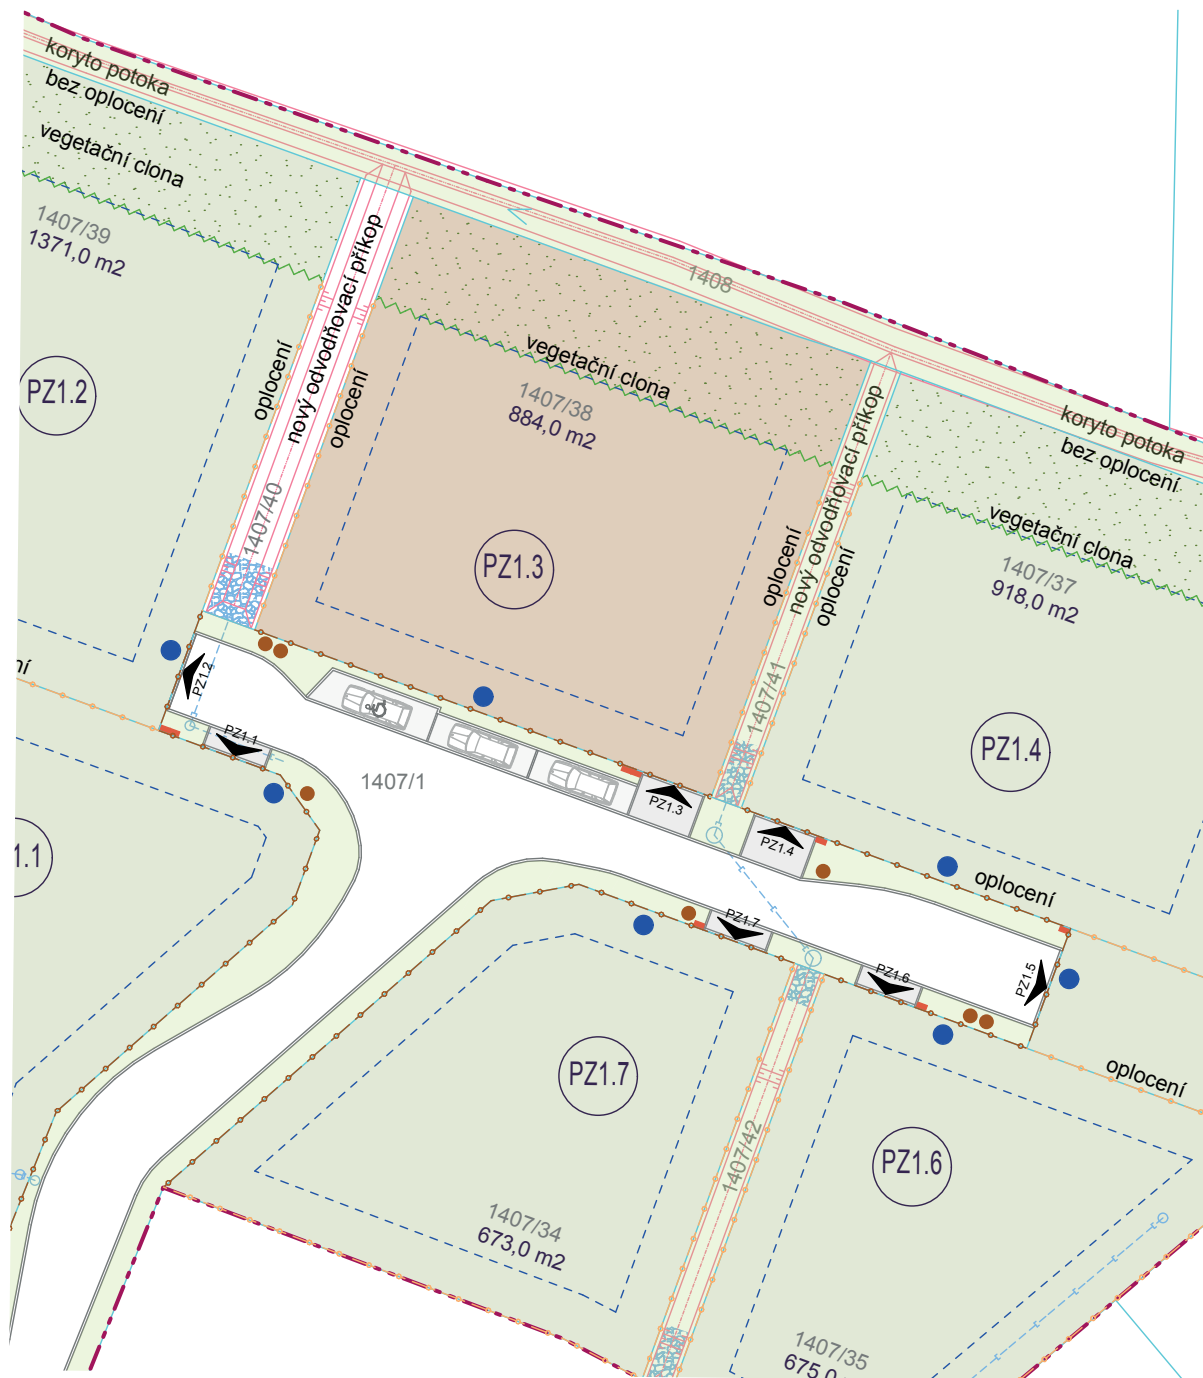 koryto potoka
bez oplocení
vegetační clona
1407/39
1371,0 m2
PZ1.2
oplocení
nový odvodňovací příkop
oplocení
1407/40
1408
vegetační clona
1407/38
884,0 m2
PZ1.3
oplocení
nový odvodňovací příkop
oplocení
1407/41
koryto potoka
bez oplocení
vegetační clona
1407/37
918,0 m2
PZ1.4
PZ1.2
PZ1.1
1407/1
PZ1.3
PZ1.4
oplocení
PZ1.7
PZ1.6
PZ1.5
oplocení
PZ1.7
1407/42
PZ1.6
1407/34
673,0 m2
1407/35